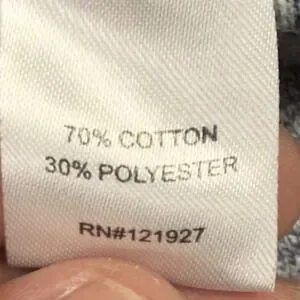 70% COTTON
30% POLYESTER
RN#121927